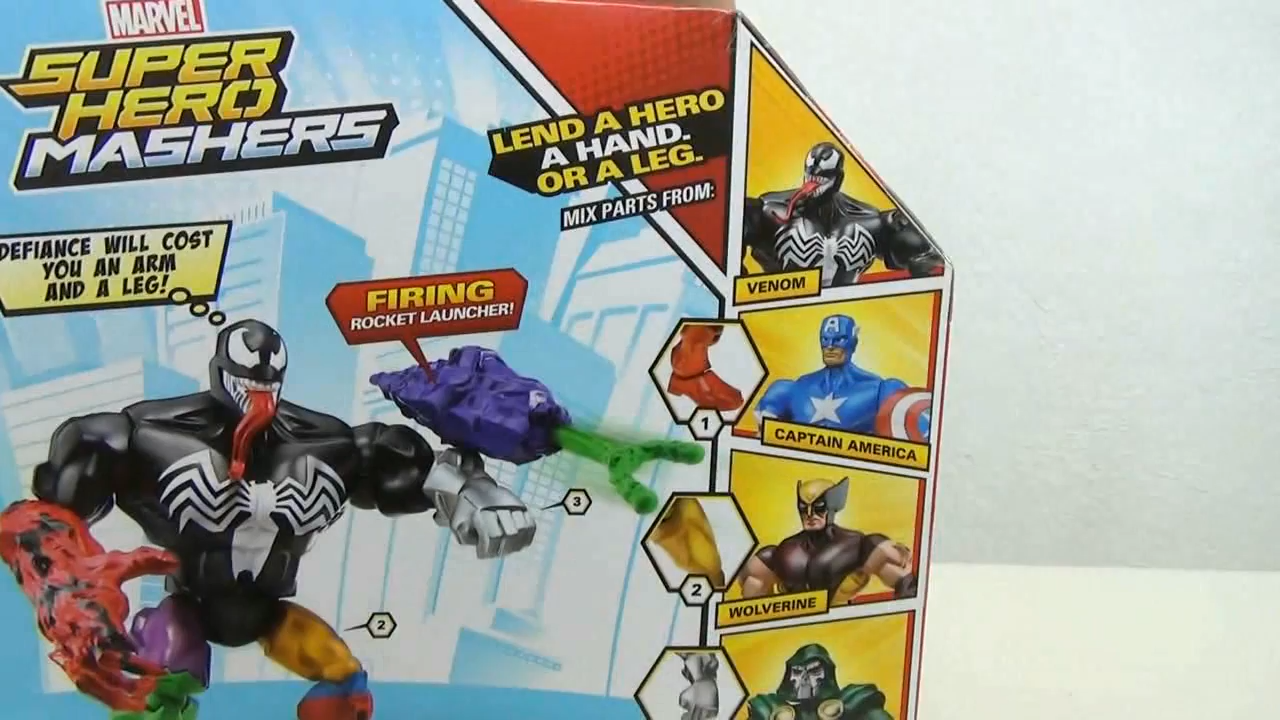 MARVEL
SUPER
HERO
MASHERS
LEND A HERO
A HAND.
OR A LEG.
MIX PARTS FROM:
DEFIANCE WILL COST
YOU AN ARM
AND A LEG!
FIRING
ROCKET LAUNCHER!
VENOM
A
1
CAPTAIN AMERICA
3
2
WOLVERINE
2